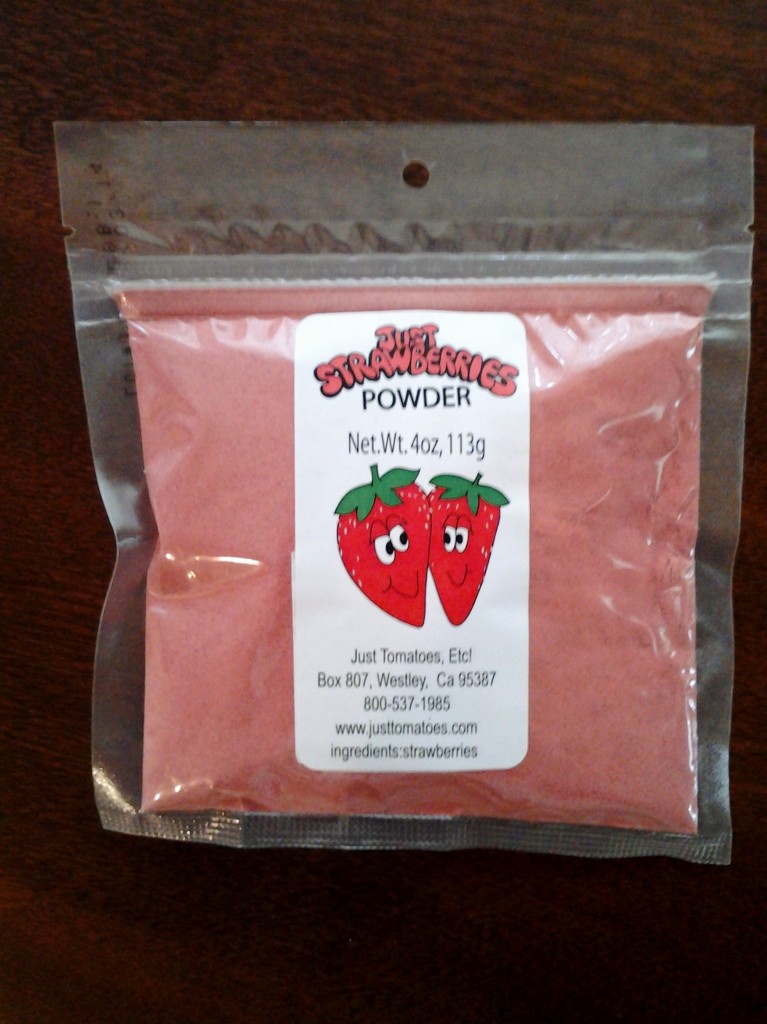 JUST
STRAWBERRIES
POWDER
Net.Wt. 4oz, 113g
Just Tomatoes, Etc!
Box 807, Westley, Ca 95387
800-537-1985
www.justtomatoes.com
ingredients:strawberries